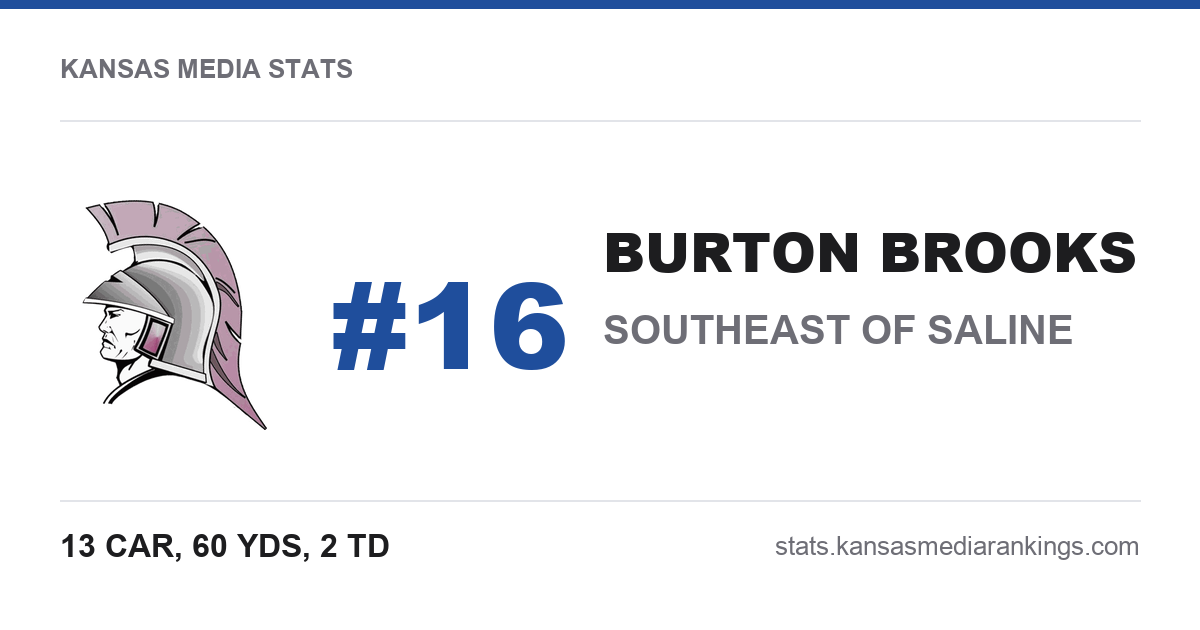 KANSAS MEDIA STATS
#16
BURTON BROOKS
SOUTHEAST OF SALINE
13 CAR, 60 YDS, 2 TD
stats.kansasmediarankings.com